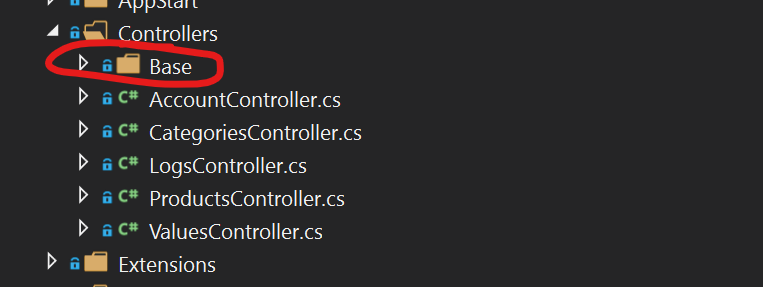 AppStart
Controllers
Base
C# AccountController.cs
C# CategoriesController.cs
C# LogsController.cs
C# ProductsController.cs
C# ValuesController.cs
Extensions